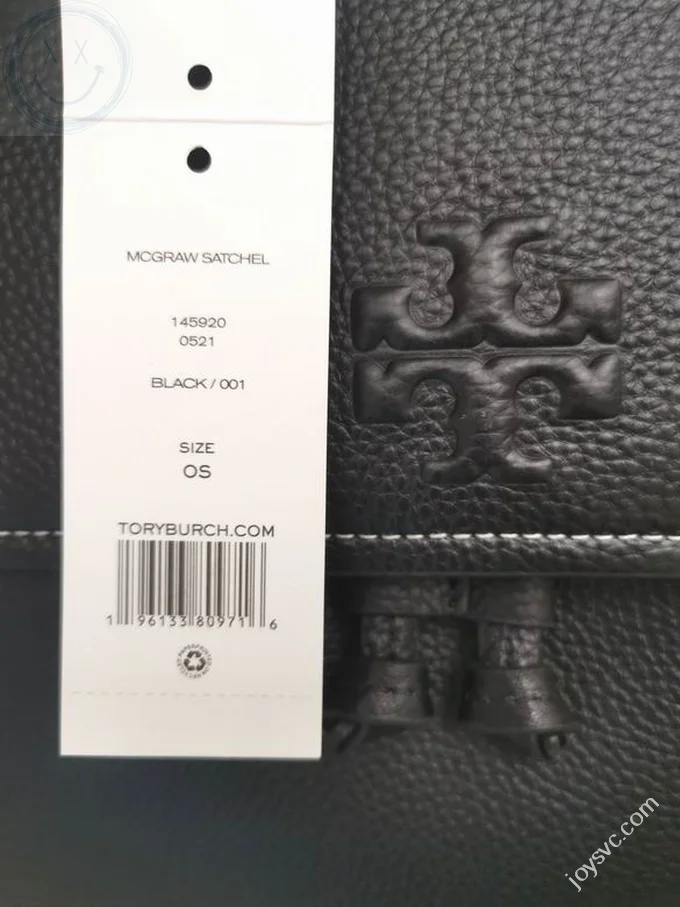 MCGRAW SATCHEL
145920
0521
BLACK / 001
SIZE
OS
TORYBURCH.COM
1 96133 80971 6
joysvc.com